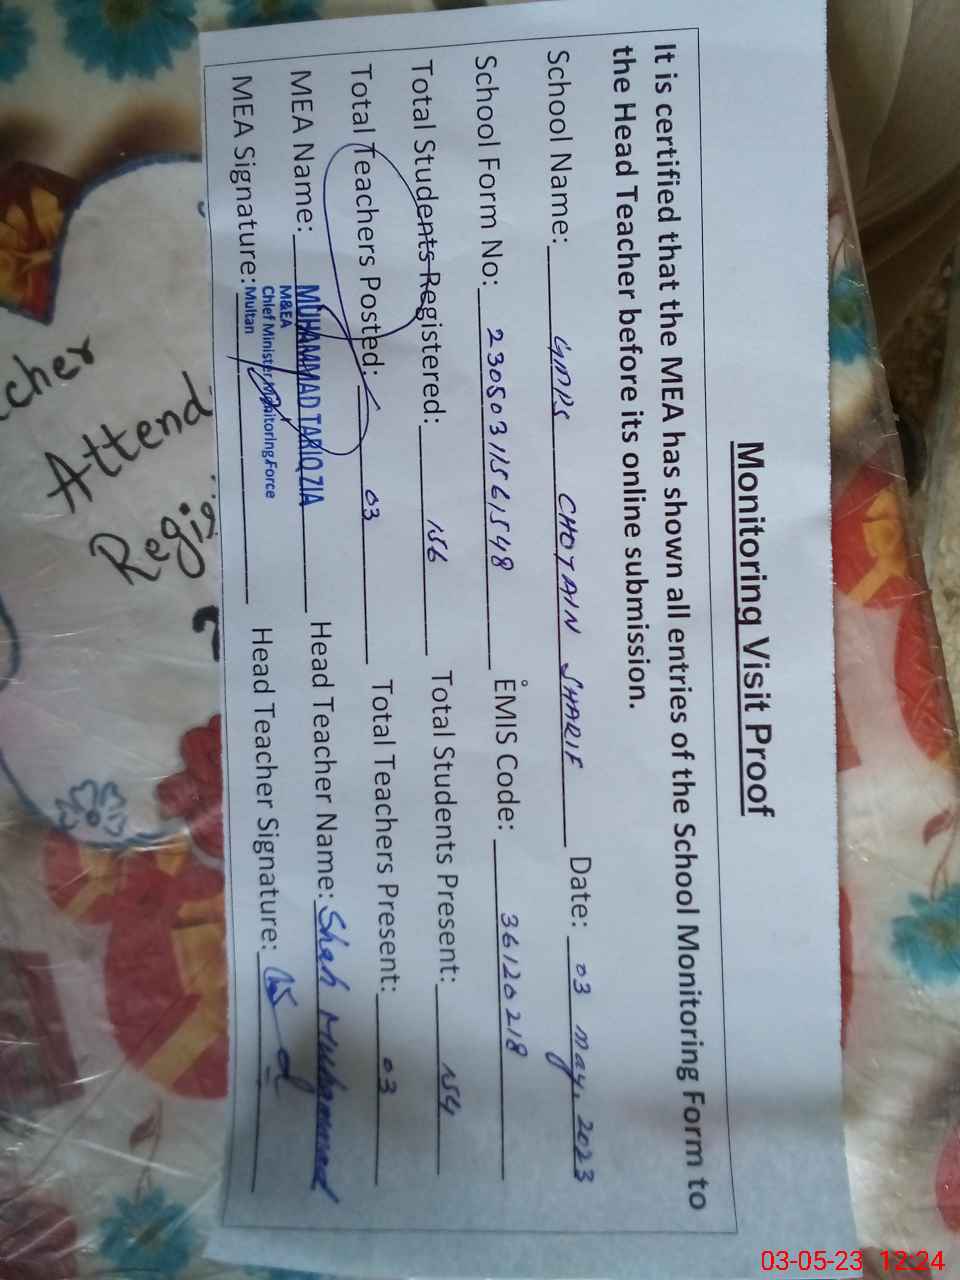 Monitoring Visit Proof
It is certified that the MEA has shown all entries of the School Monitoring Form to
the Head Teacher before its online submission.
School Name: GMPS CHOTAIN SHARIF Date: 03 May, 2023
School Form No: 23050311561548 EMIS Code: 36120218
Total Students Registered: 156 Total Students Present: 154
Total Teachers Posted: 03 Total Teachers Present: 03
MEA Name: MUHAMMAD TARIQ ZIA Head Teacher Name: Shah Muhammad
M&EA
Chief Minister Monitoring Force
MEA Signature: Multan Head Teacher Signature:
cher
Attend
Regis
03-05-23 12:24